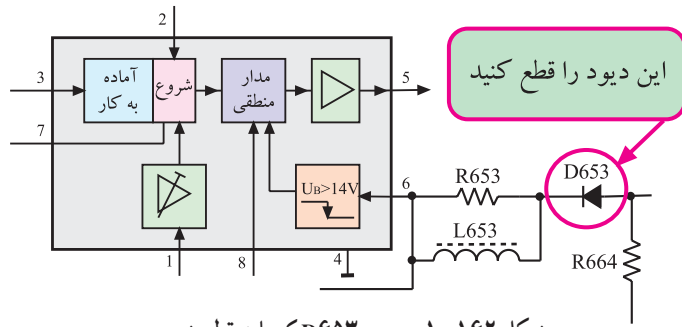 2
این دیود را قطع کنید
3
آماده
به کار
شروع
مدار
منطقی
5
7
D653
R653
6
UB>14V
L653
R664
1
8
4